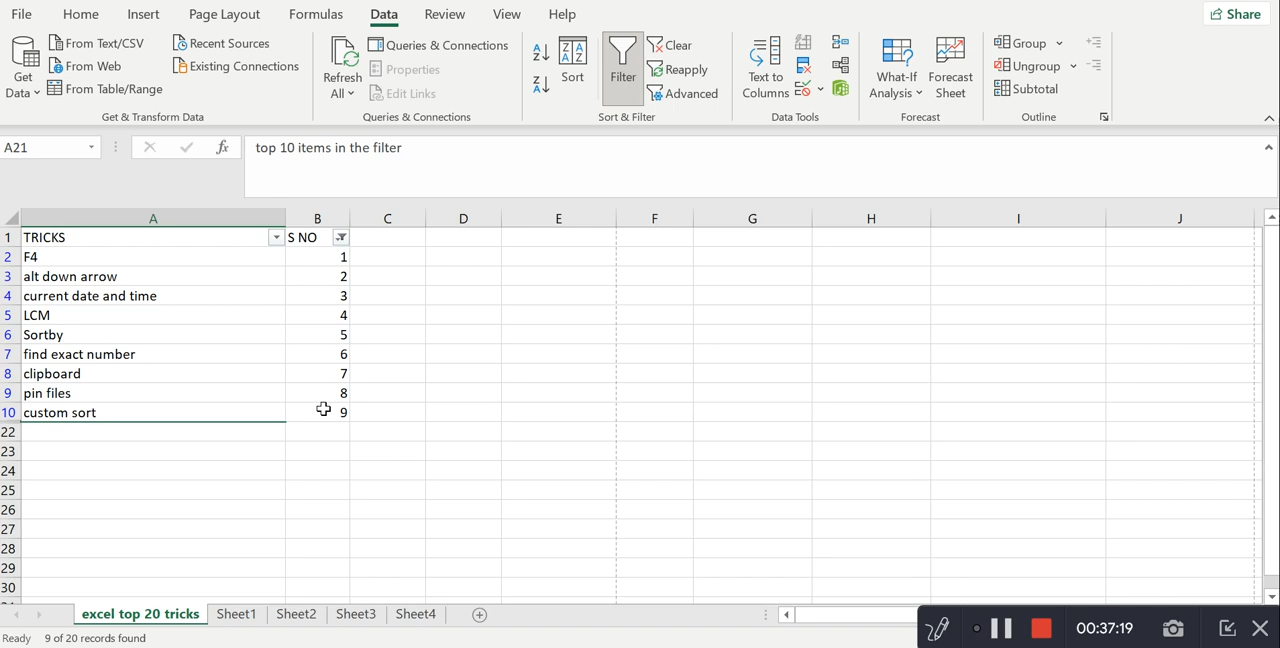 File Home Insert Page Layout Formulas Data Review View Help Share
From Text/CSV Recent Sources Queries & Connections Clear Group
From Web Existing Connections Properties Reapply Ungroup
From Table/Range Edit Links Advanced Subtotal
Get Data Refresh All Sort Filter Text to Columns What-If Analysis Forecast Sheet
Get & Transform Data Queries & Connections Sort & Filter Data Tools Forecast Outline
A21 fx top 10 items in the filter
A B C D E F G H I J
1 TRICKS S NO
2 F4 1
3 alt down arrow 2
4 current date and time 3
5 LCM 4
6 Sortby 5
7 find exact number 6
8 clipboard 7
9 pin files 8
10 custom sort 9
22
23
24
25
26
27
28
29
30
excel top 20 tricks Sheet1 Sheet2 Sheet3 Sheet4
Ready 9 of 20 records found
00:37:19